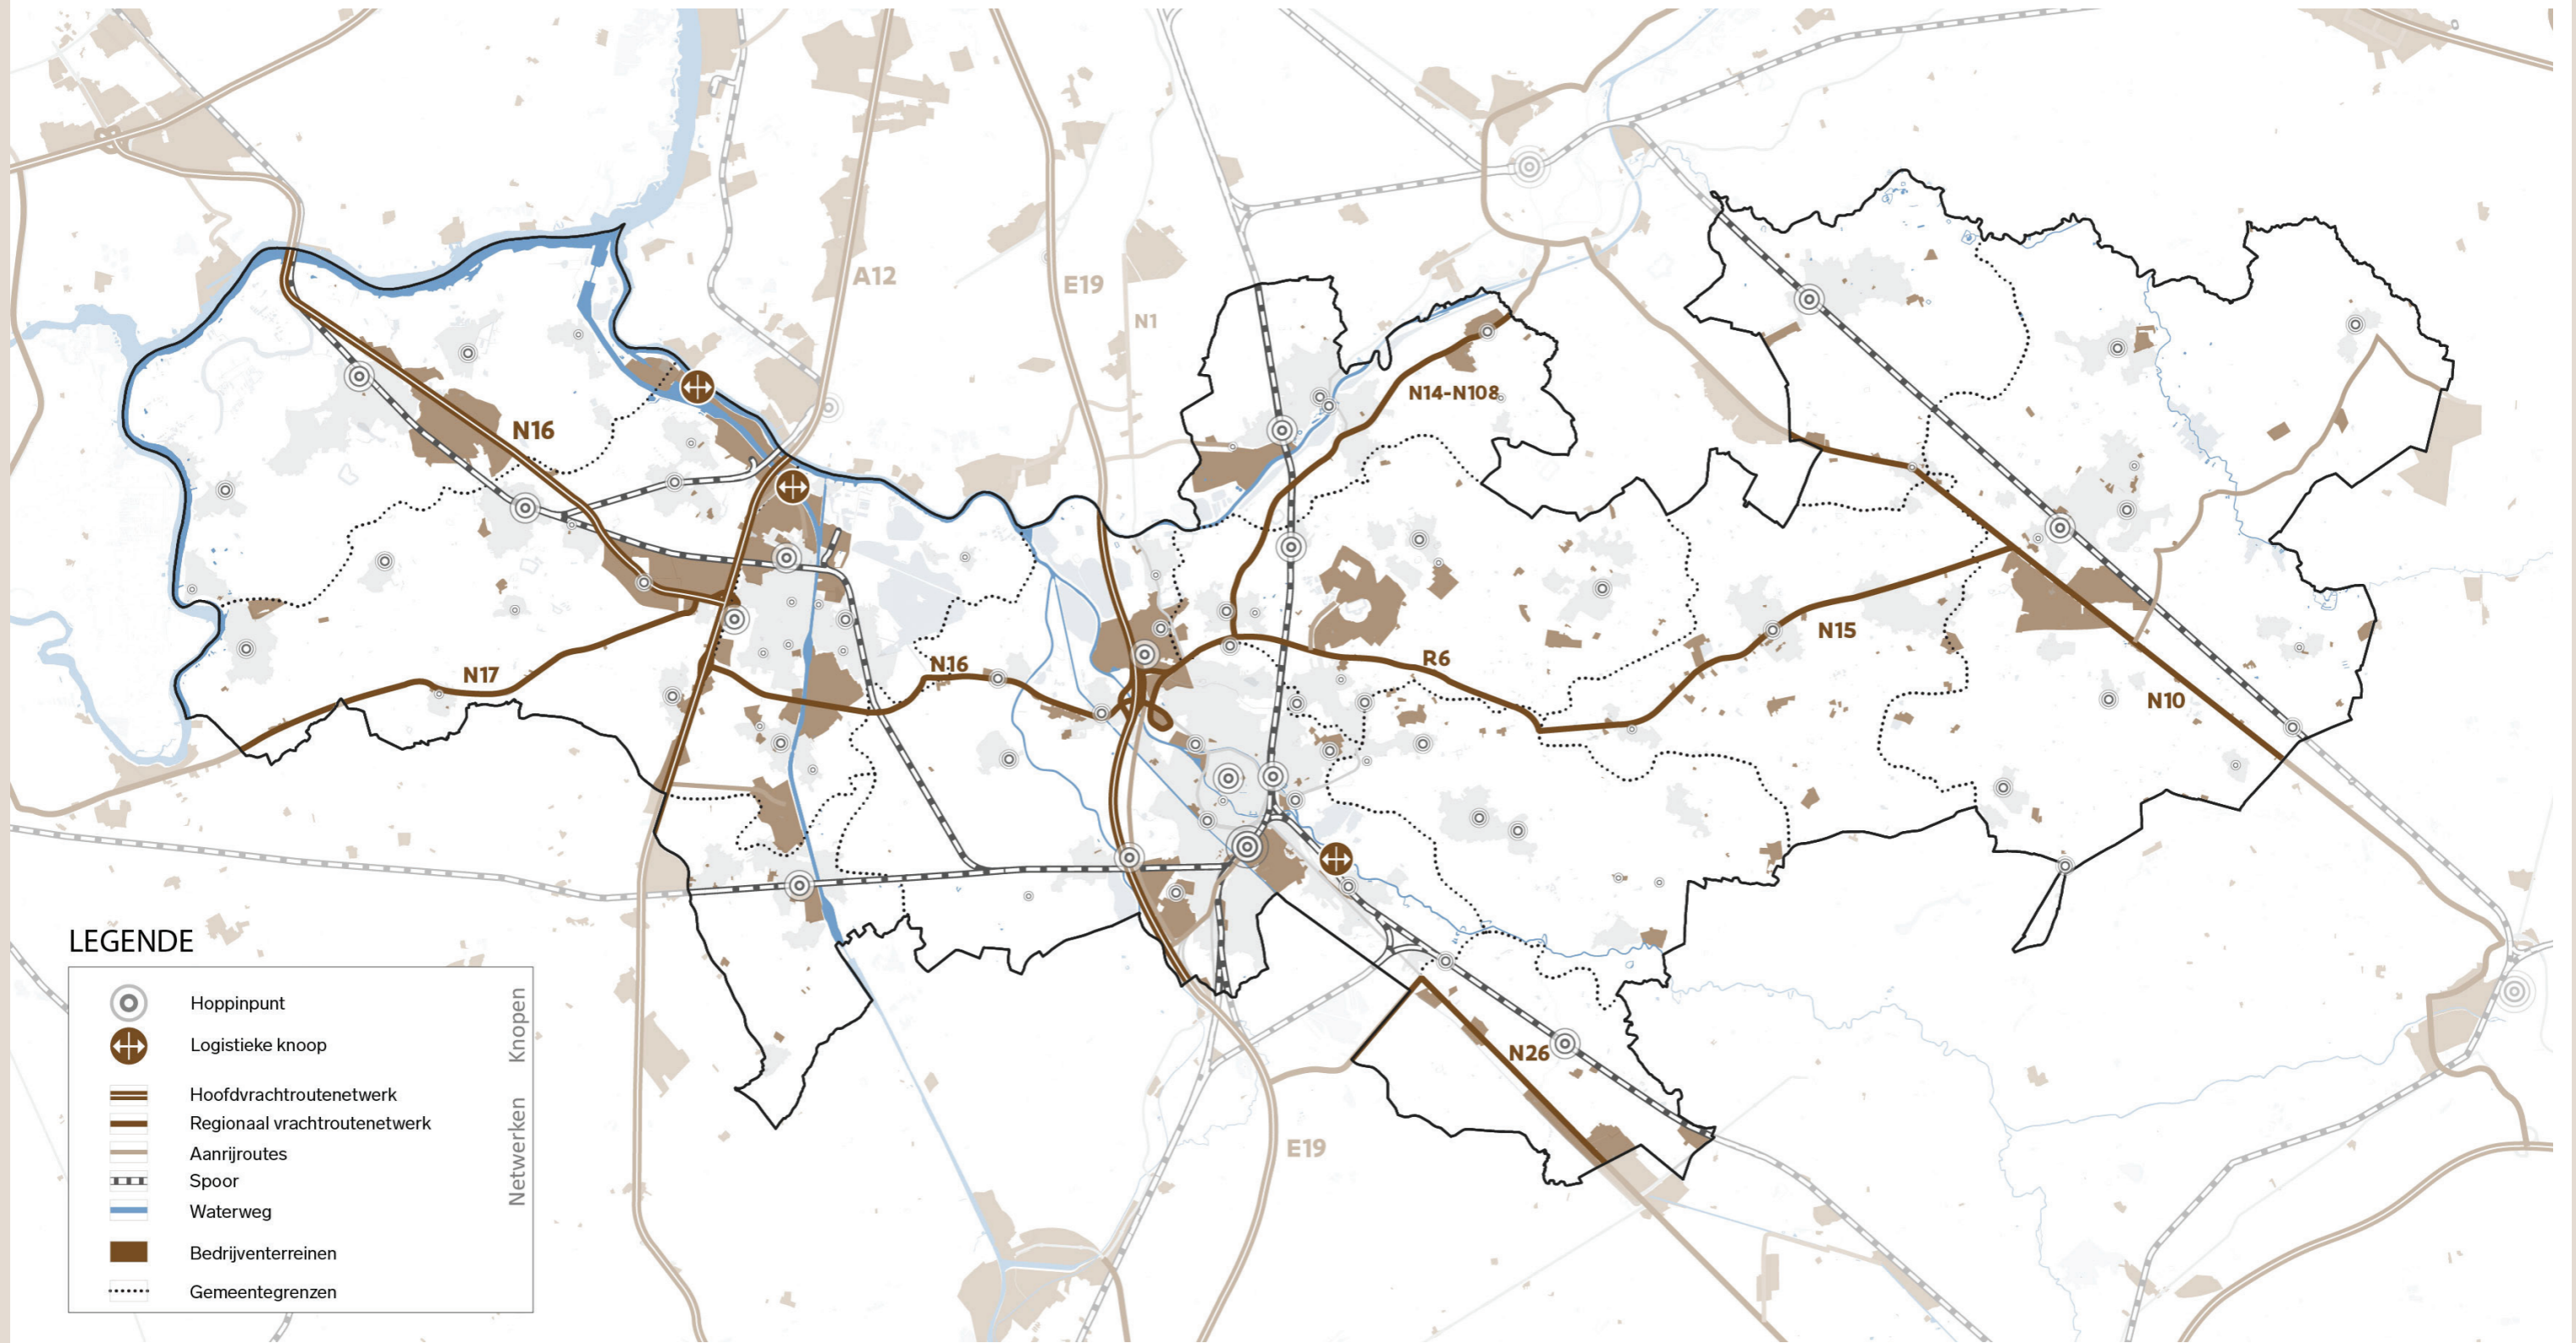 A12
E19
N1
N14-N108
N16
N15
R6
N16
N17
N10
N26
E19
LEGENDE
Hoppinpunt
Logistieke knoop
Knopen
Hoofdvrachtroutenetwerk
Regionaal vrachtroutenetwerk
Aanrijroutes
Spoor
Waterweg
Netwerken
Bedrijventerreinen
Gemeentegrenzen